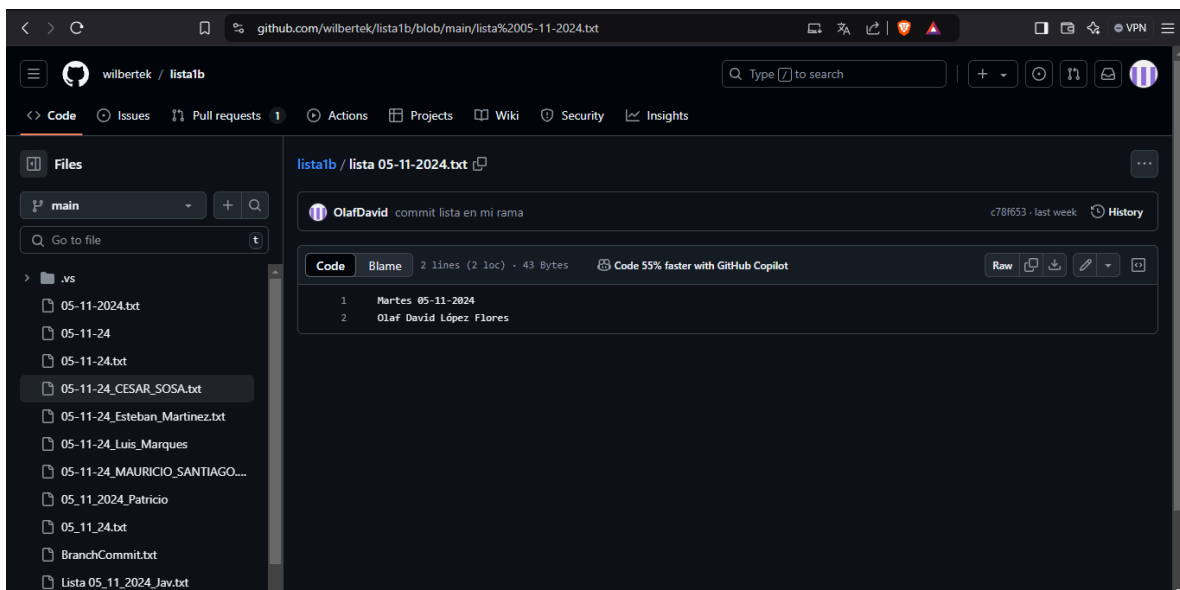 github.com/wilbertek/lista1b/blob/main/lista%2005-11-2024.txt
VPN
wilbertek / lista1b
Type / to search
<> Code
Issues
Pull requests 1
Actions
Projects
Wiki
Security
Insights
Files
main
Go to file
t
.vs
05-11-2024.txt
05-11-24
05-11-24.txt
05-11-24_CESAR_SOSA.txt
05-11-24_Esteban_Martinez.txt
05-11-24_Luis_Marques
05-11-24_MAURICIO_SANTIAGO....
05_11_2024_Patricio
05_11_24.txt
BranchCommit.txt
Lista 05_11_2024_Jav.txt
lista1b / lista 05-11-2024.txt
OlafDavid commit lista en mi rama
c78f653 · last week
History
Code
Blame
2 lines (2 loc) · 43 Bytes
Code 55% faster with GitHub Copilot
Raw
1 Martes 05-11-2024
2 Olaf David López Flores